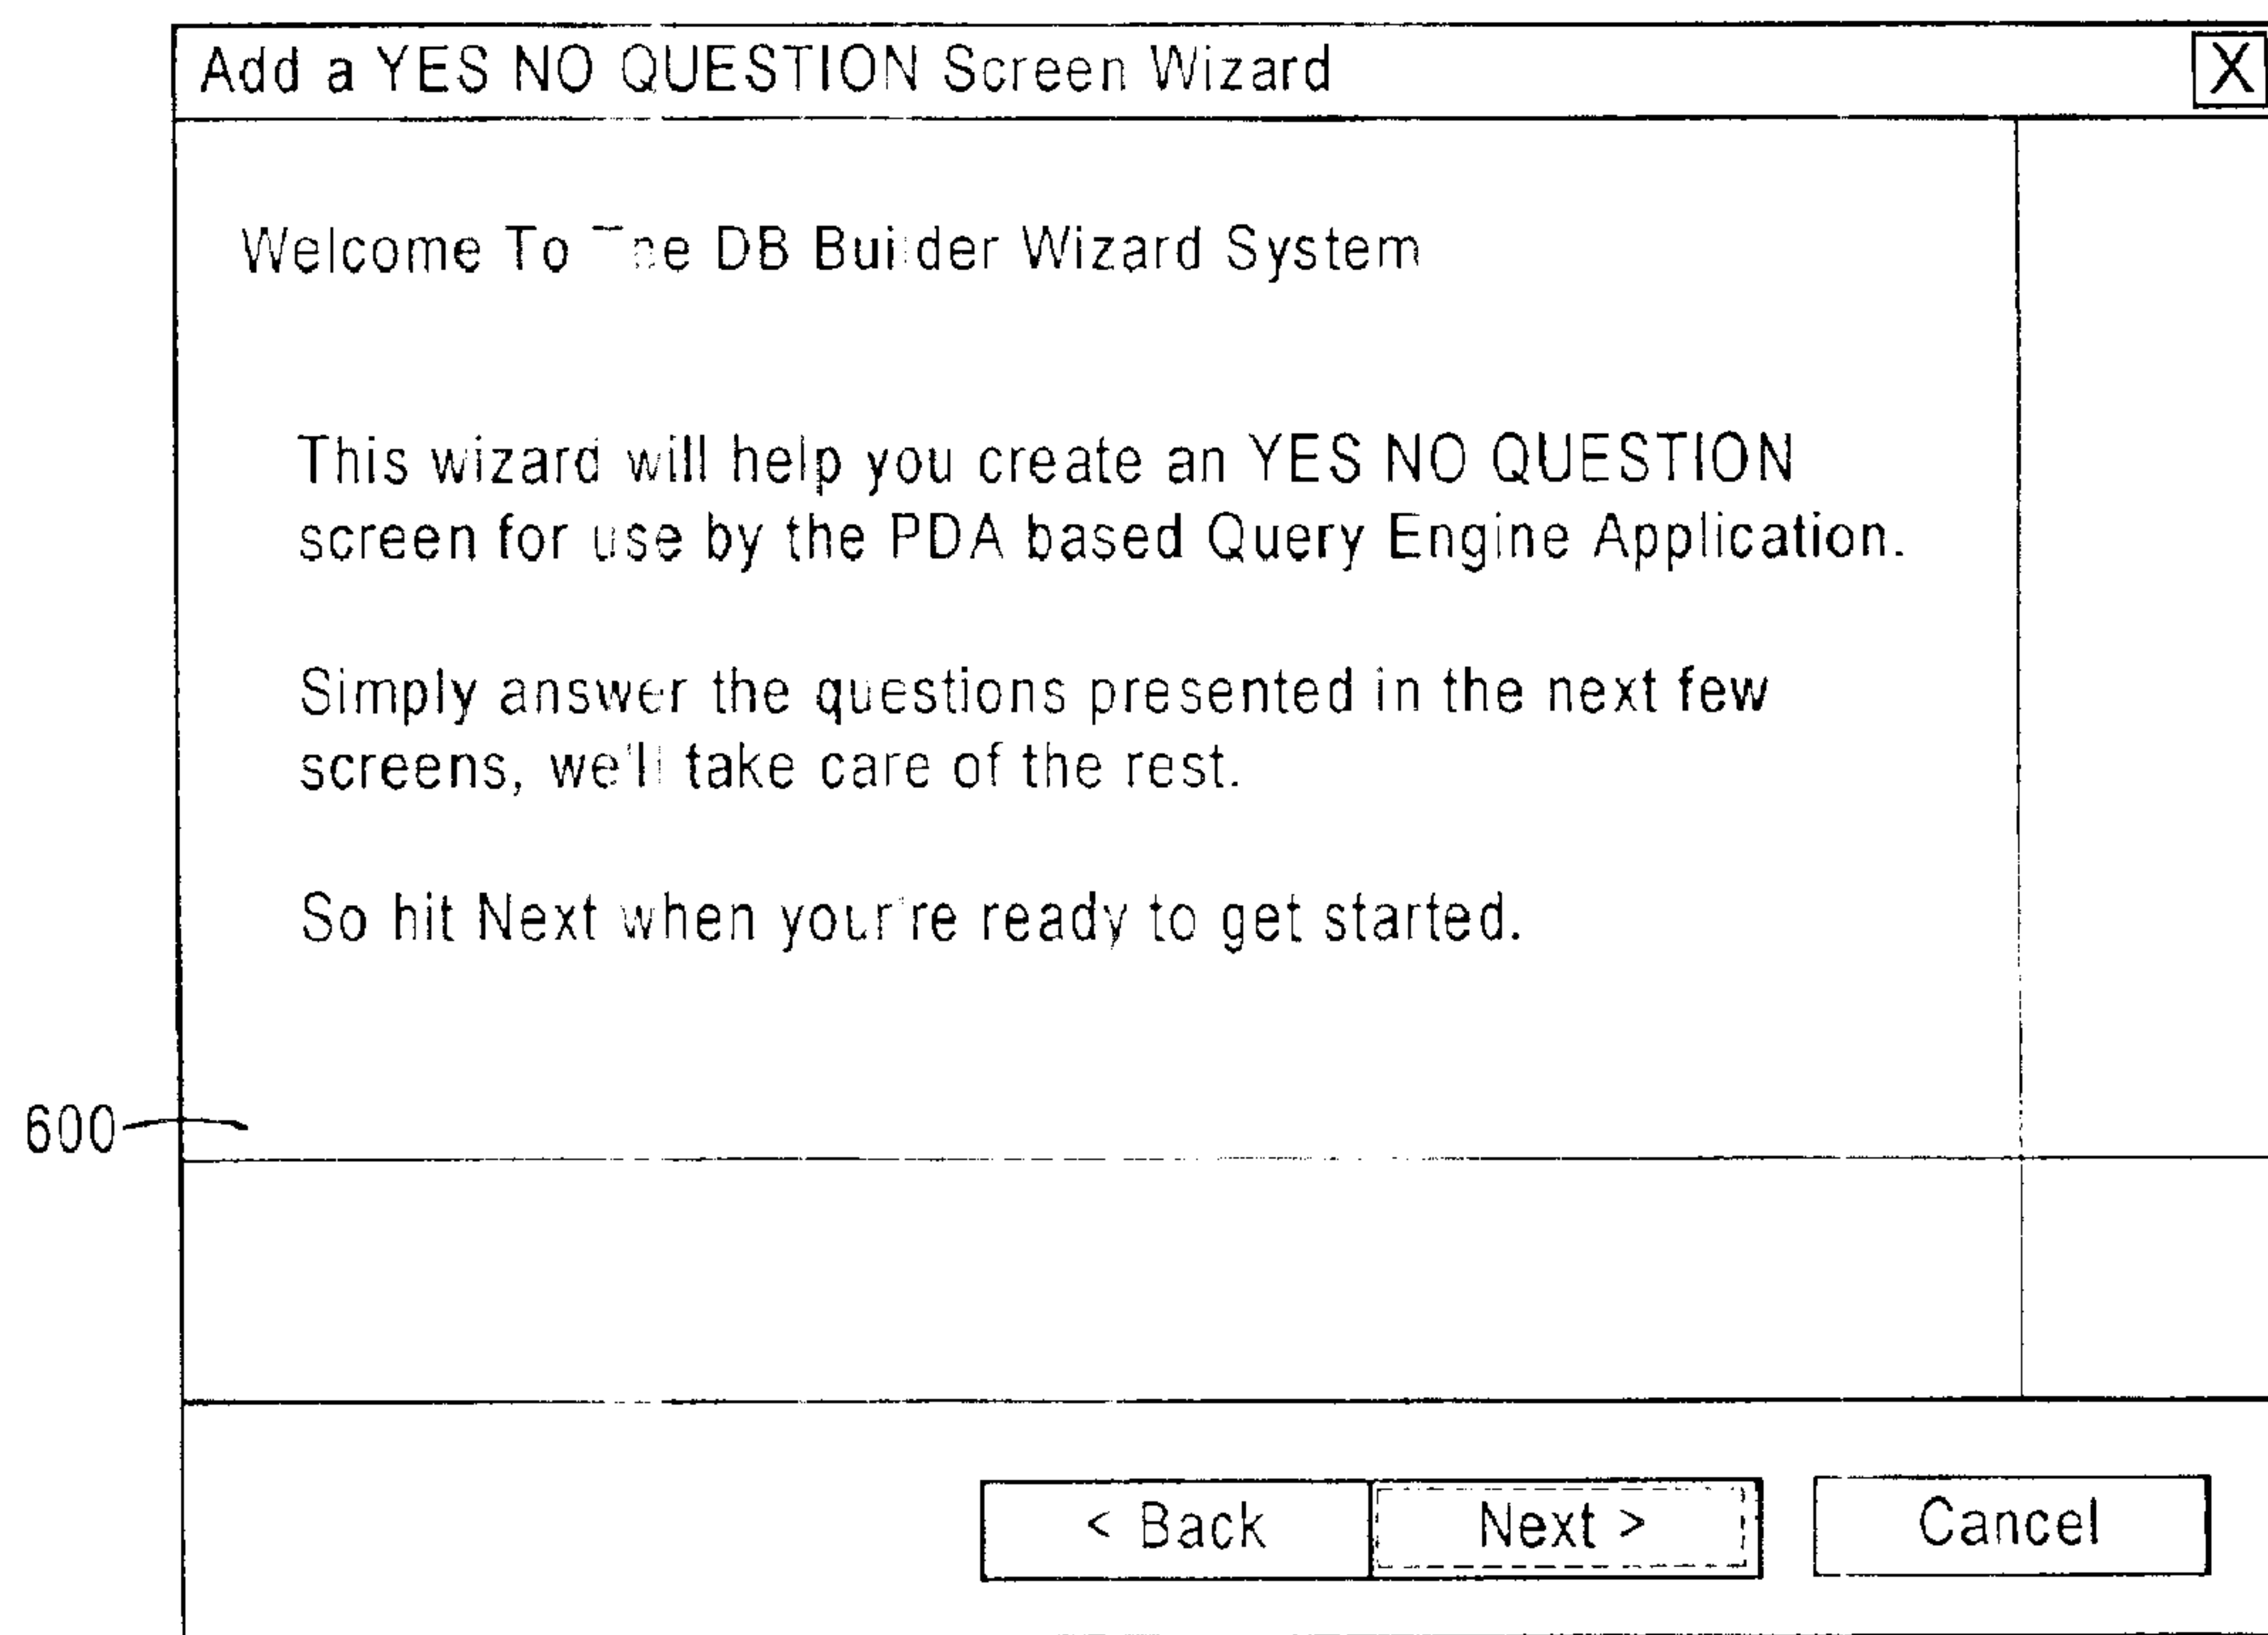 Add a YES NO QUESTION Screen Wizard X
Welcome To The DB Builder Wizard System
This wizard will help you create an YES NO QUESTION
screen for use by the PDA based Query Engine Application.
Simply answer the questions presented in the next few
screens, we'll take care of the rest.
So hit Next when your're ready to get started.
600
< Back Next > Cancel